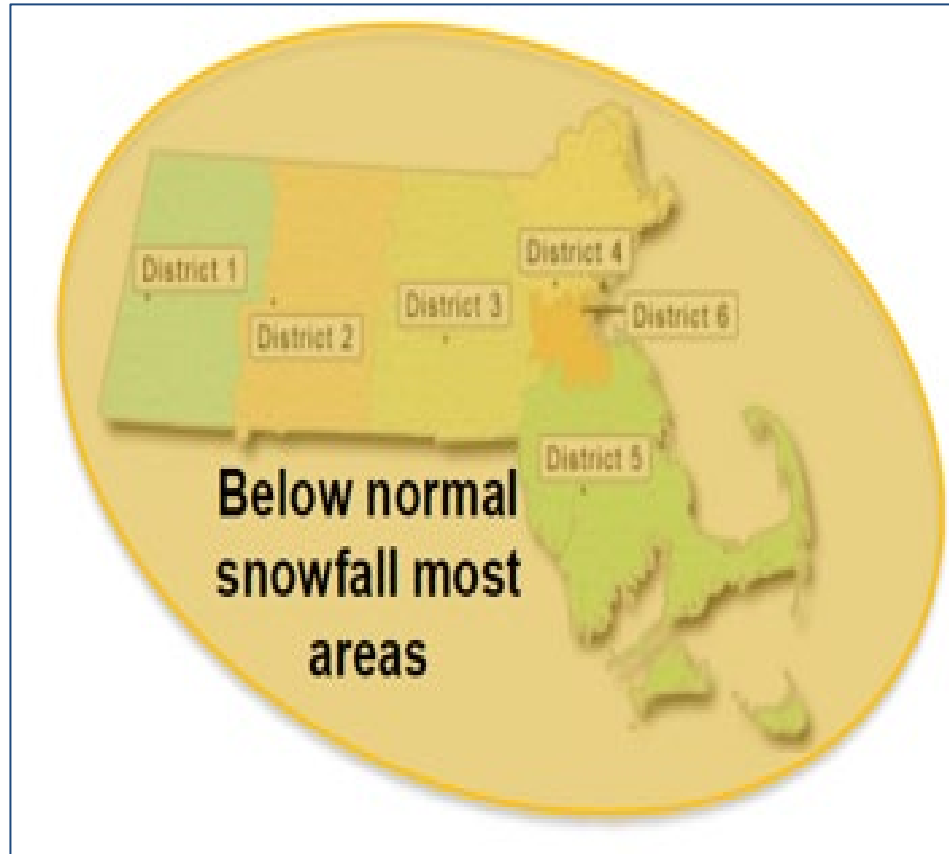 District 4
District 1
District 3
District 6
District 2
District 5
Below normal
snowfall most
areas